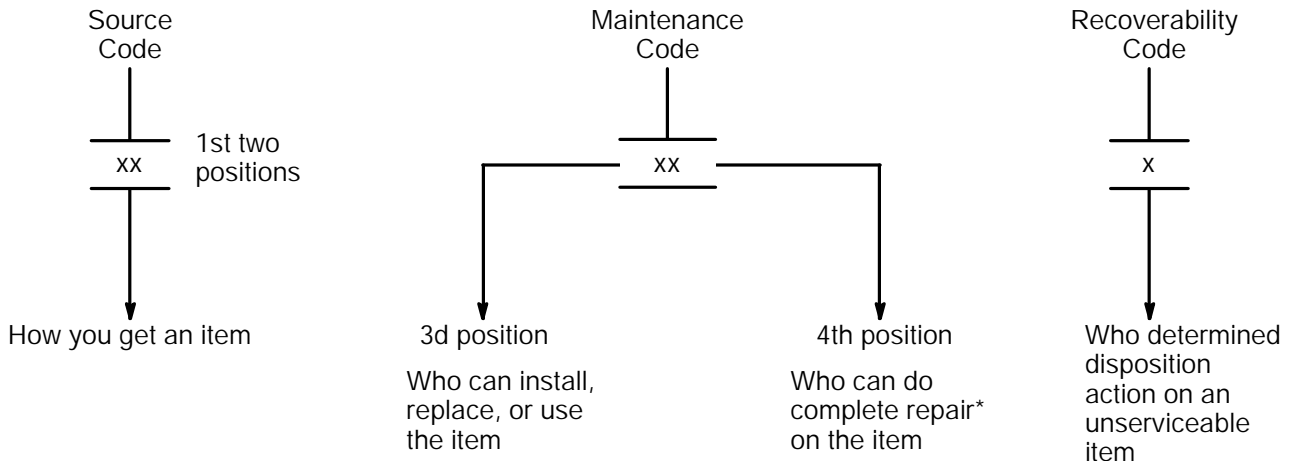 Source
Code
Maintenance
Code
Recoverability
Code
xx
1st two
positions
xx
x
How you get an item
3d position
Who can install,
replace, or use
the item
4th position
Who can do
complete repair*
on the item
Who determined
disposition
action on an
unserviceable
item